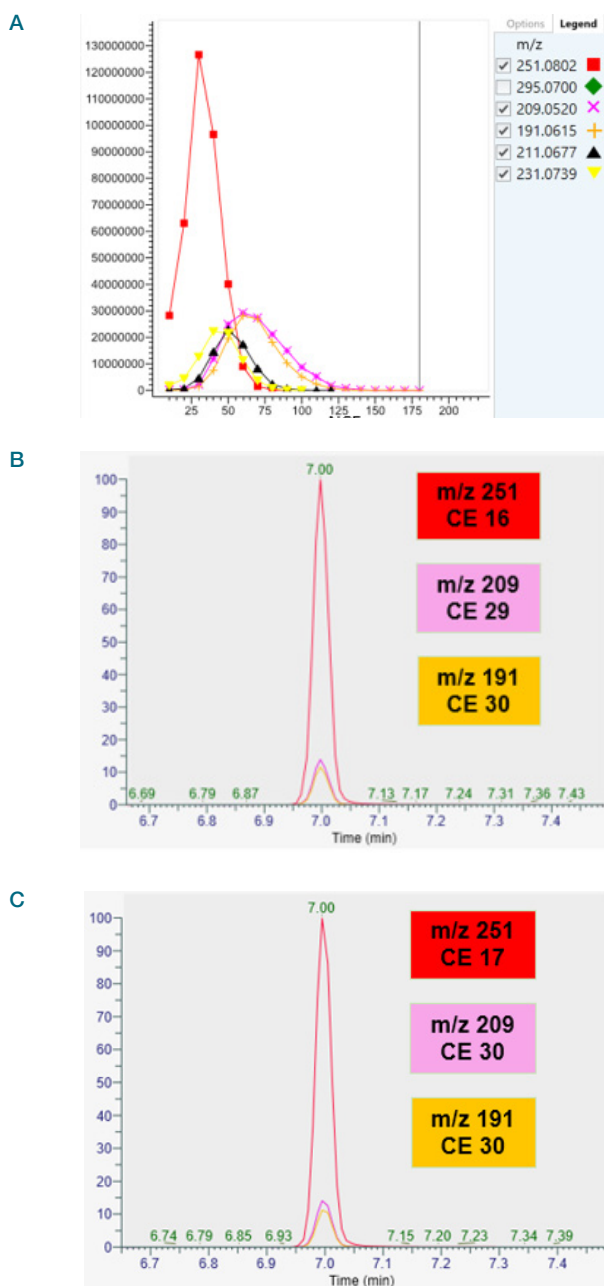 A
Options Legend
m/z
251.0802
295.0700
209.0520
191.0615
211.0677
231.0739
130000000
120000000
110000000
100000000
90000000
80000000
70000000
60000000
50000000
40000000
30000000
20000000
10000000
0
25 50 75 100 125 150 175 200
B
7.00
m/z 251
CE 16
m/z 209
CE 29
m/z 191
CE 30
100
90
80
70
60
50
40
30
20
10
0
6.69 6.79 6.87 7.13 7.17 7.24 7.31 7.36 7.43
6.7 6.8 6.9 7.0 7.1 7.2 7.3 7.4
Time (min)
C
7.00
m/z 251
CE 17
m/z 209
CE 30
m/z 191
CE 30
100
90
80
70
60
50
40
30
20
10
0
6.74 6.79 6.85 6.93 7.15 7.20 7.23 7.34 7.39
6.7 6.8 6.9 7.0 7.1 7.2 7.3 7.4
Time (min)